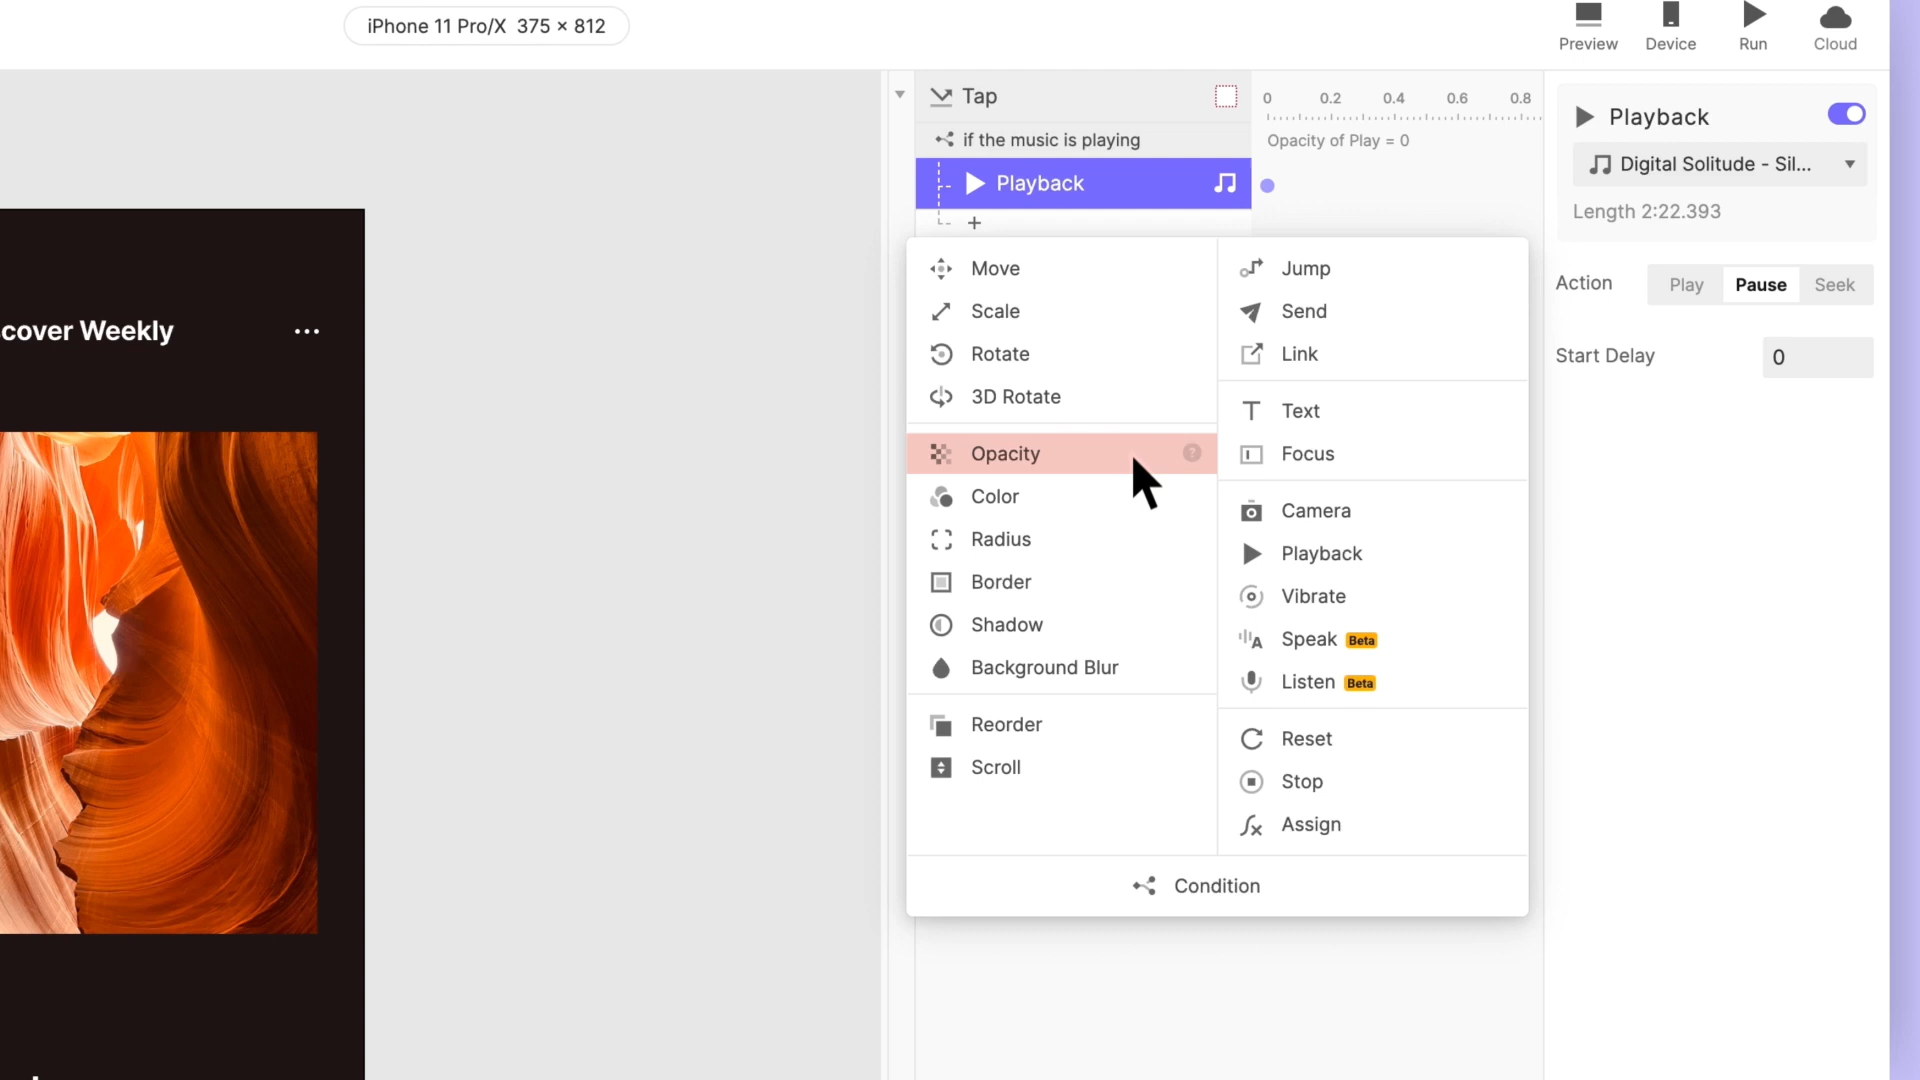 iPhone 11 Pro/X 375 × 812
Preview
Device
Run
Cloud
Tap
0 0.2 0.4 0.6 0.8
if the music is playing
Opacity of Play = 0
Playback
+
Playback
Digital Solitude - Sil...
Length 2:22.393
Action
Play
Pause
Seek
Start Delay
0
cover Weekly
Move
Scale
Rotate
3D Rotate
Opacity
?
Color
Radius
Border
Shadow
Background Blur
Reorder
Scroll
Jump
Send
Link
Text
Focus
Camera
Playback
Vibrate
Speak Beta
Listen Beta
Reset
Stop
Assign
Condition